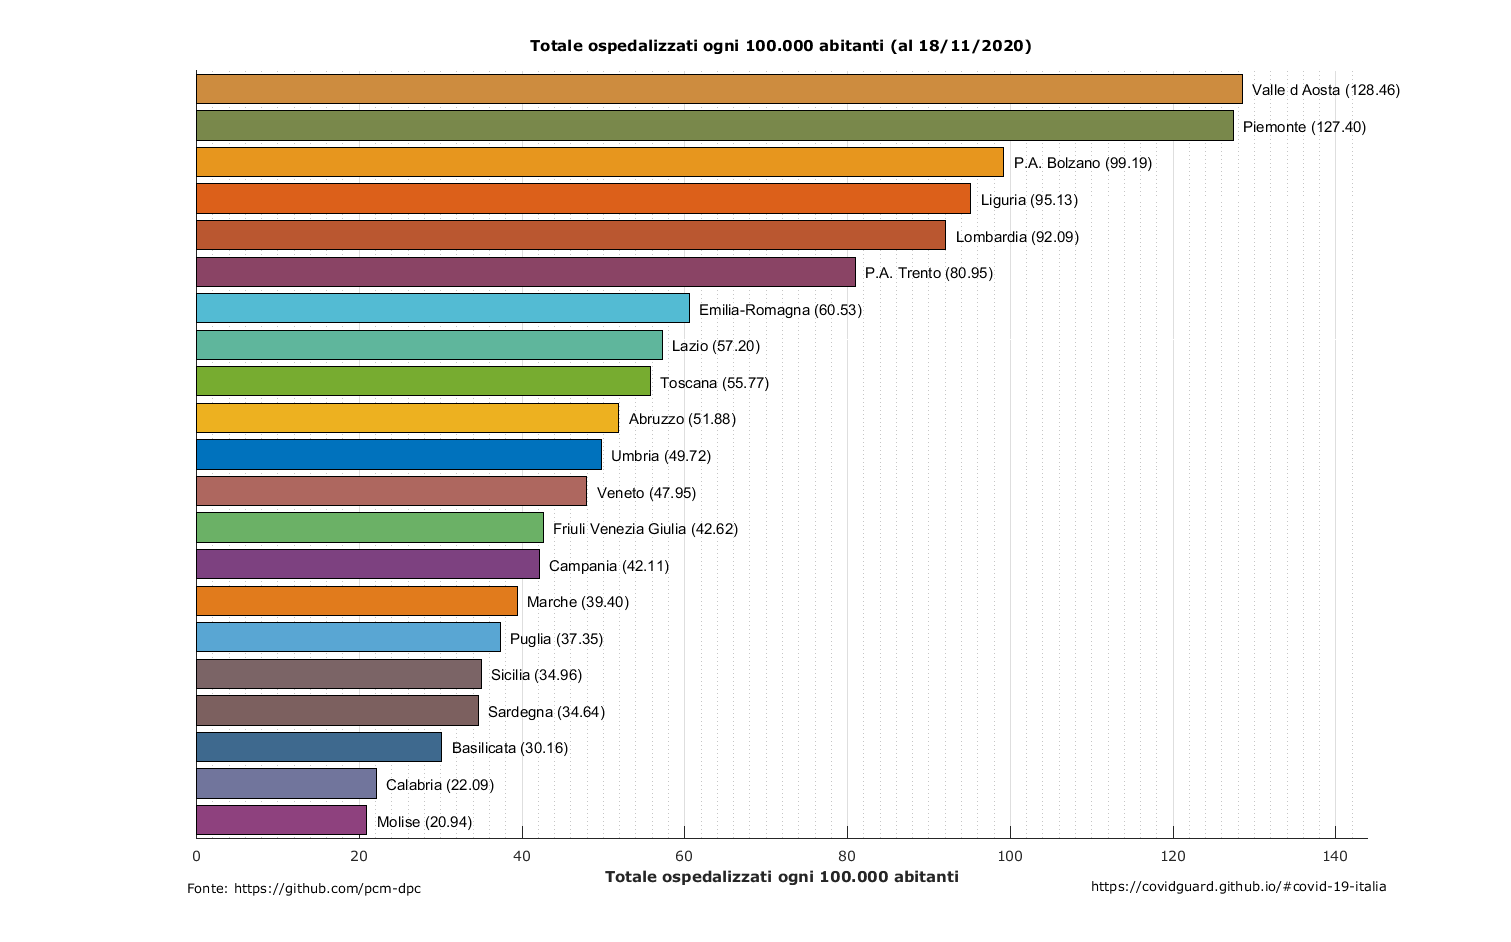 Totale ospedalizzati ogni 100.000 abitanti (al 18/11/2020)
Valle d Aosta (128.46)
Piemonte (127.40)
P.A. Bolzano (99.19)
Liguria (95.13)
Lombardia (92.09)
P.A. Trento (80.95)
Emilia-Romagna (60.53)
Lazio (57.20)
Toscana (55.77)
Abruzzo (51.88)
Umbria (49.72)
Veneto (47.95)
Friuli Venezia Giulia (42.62)
Campania (42.11)
Marche (39.40)
Puglia (37.35)
Sicilia (34.96)
Sardegna (34.64)
Basilicata (30.16)
Calabria (22.09)
Molise (20.94)
0 20 40 60 80 100 120 140
Totale ospedalizzati ogni 100.000 abitanti
Fonte: https://github.com/pcm-dpc
https://covidguard.github.io/#covid-19-italia